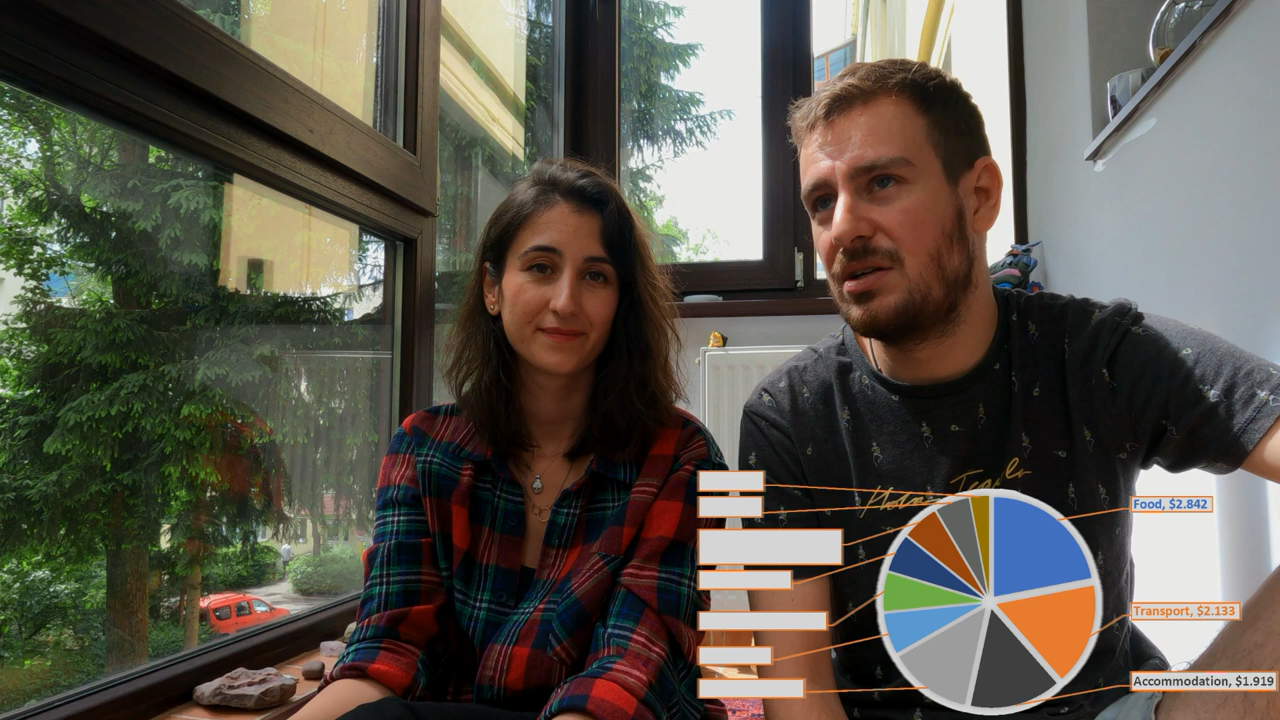 Food, $2.842
Transport, $2.133
Accommodation, $1.919